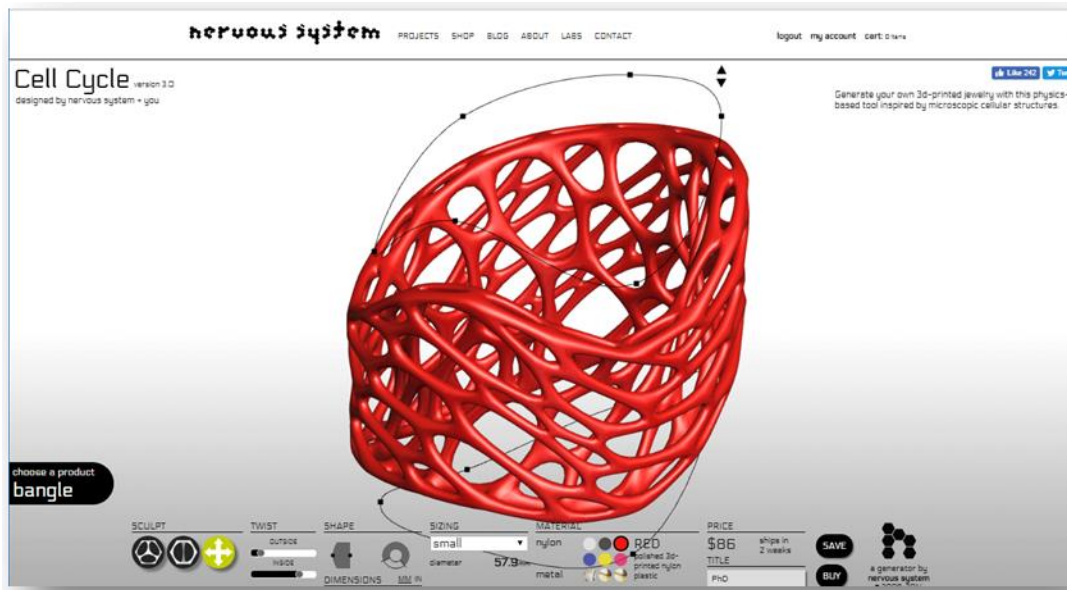 nervous system PROJECTS SHOP BLOG ABOUT LABS CONTACT logout my account cart: 0 items
Cell Cycle version 3.0
designed by nervous system + you
Like 242
Generate your own 3d-printed jewelry with this physics-
based tool inspired by microscopic cellular structures.
choose a product
bangle
SCULPT
TWIST
OUTSIDE
INSIDE
SHAPE
DIMENSIONS MM IN
SIZING
small
diameter 57.9
MATERIAL
nylon
metal
RED
polished 3d-
printed nylon
plastic
PRICE
$86 ships in
2 weeks
TITLE
PhD
SAVE
BUY
a generator by
nervous system